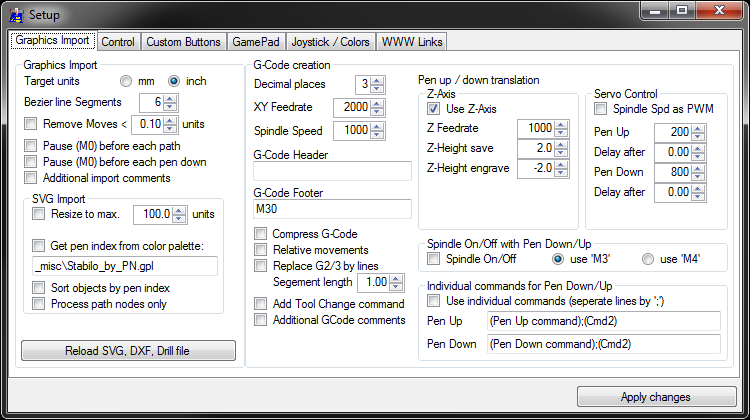 Setup
Graphics Import
Control
Custom Buttons
GamePad
Joystick / Colors
WWW Links
Graphics Import
Target units
mm
inch
Bezier line Segments
6
Remove Moves <
0.10
units
Pause (M0) before each path
Pause (M0) before each pen down
Additional import comments
SVG Import
Resize to max.
100.0
units
Get pen index from color palette:
_misc\Stabilo_by_PN.gpl
Sort objects by pen index
Process path nodes only
Reload SVG, DXF, Drill file
G-Code creation
Decimal places
3
XY Feedrate
2000
Spindle Speed
1000
G-Code Header
G-Code Footer
M30
Compress G-Code
Relative movements
Replace G2/3 by lines
Segement length
1.00
Add Tool Change command
Additional GCode comments
Pen up / down translation
Z-Axis
Use Z-Axis
Z Feedrate
1000
Z-Height save
2.0
Z-Height engrave
-2.0
Servo Control
Spindle Spd as PWM
Pen Up
200
Delay after
0.00
Pen Down
800
Delay after
0.00
Spindle On/Off with Pen Down/Up
Spindle On/Off
use 'M3'
use 'M4'
Individual commands for Pen Down/Up
Use individual commands (seperate lines by ';')
Pen Up
(Pen Up command);(Cmd2)
Pen Down
(Pen Down command);(Cmd2)
Apply changes